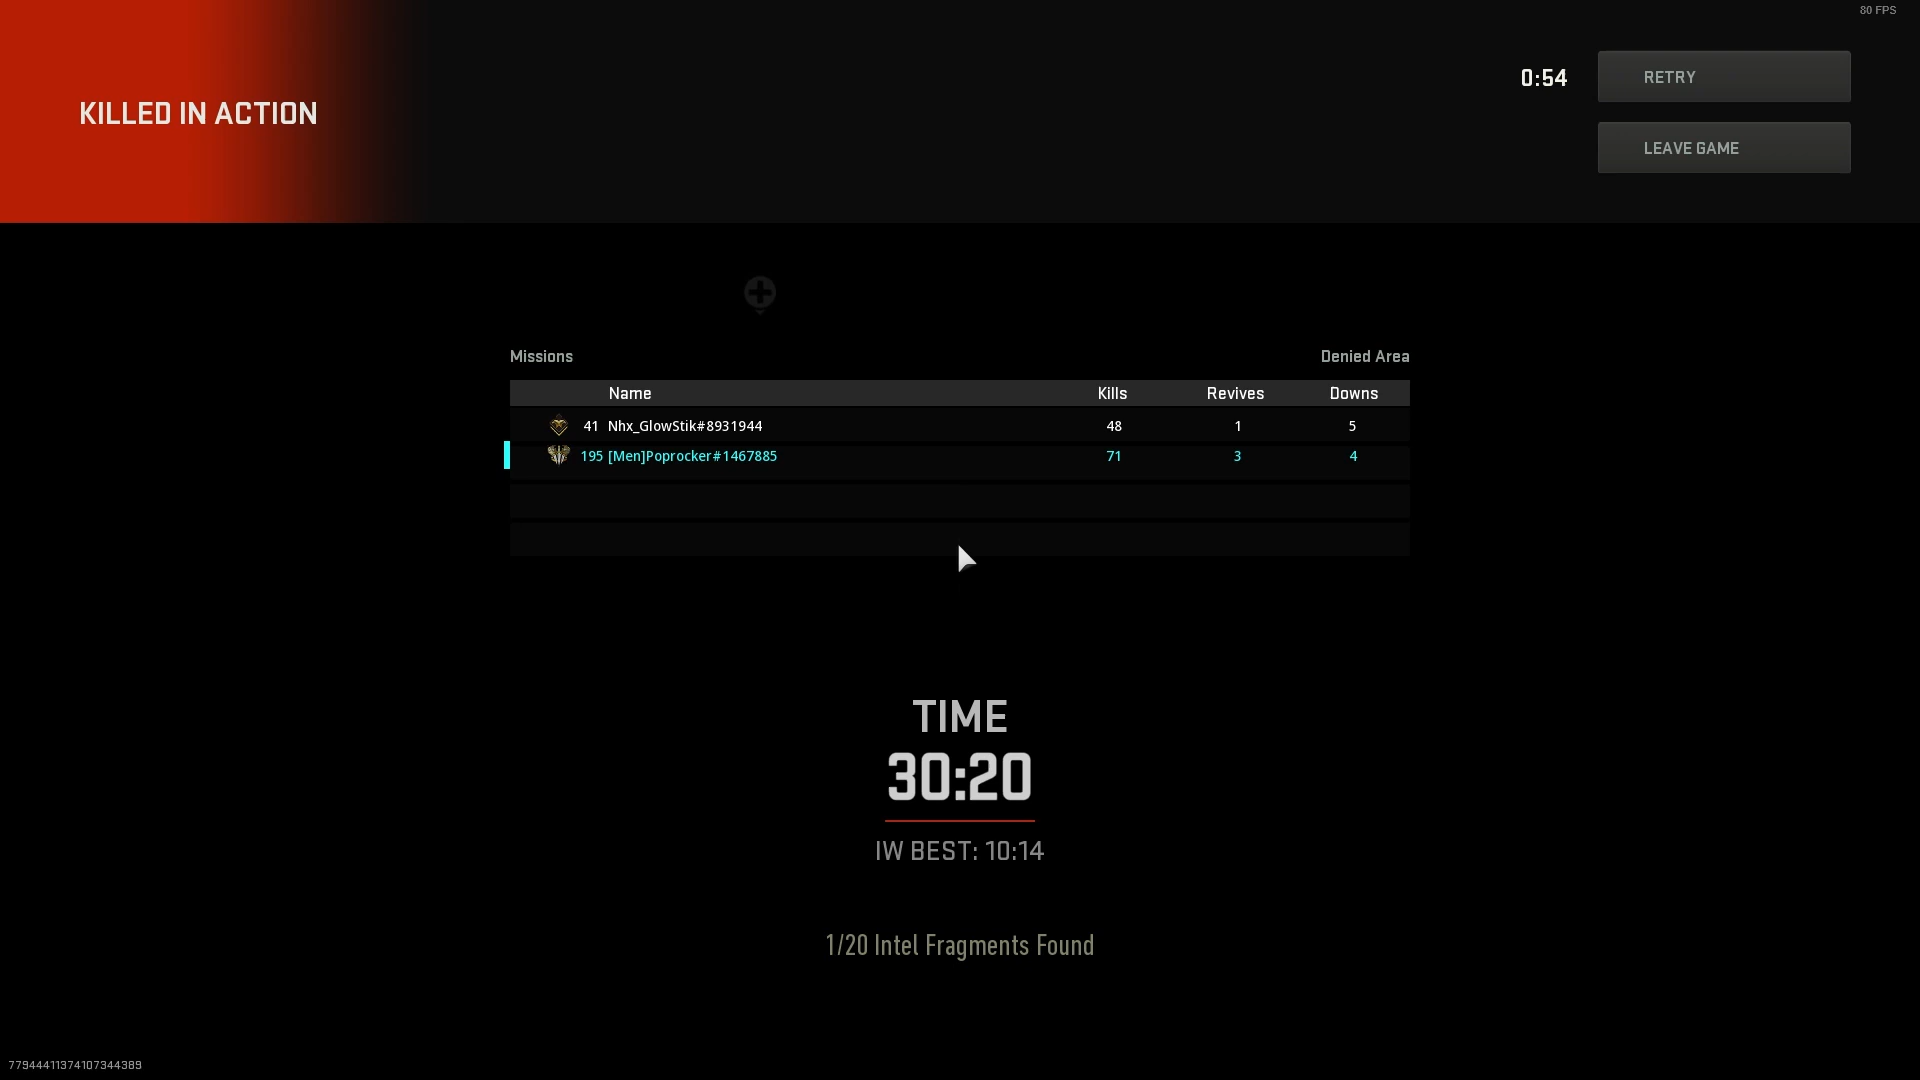 80 FPS
KILLED IN ACTION
0:54 RETRY
LEAVE GAME
Missions Denied Area
Name Kills Revives Downs
41 Nhx_GlowStik#8931944 48 1 5
195 [Men]Poprocker#1467885 71 3 4
TIME
30:20
IW BEST: 10:14
1/20 Intel Fragments Found
77944411374107344389